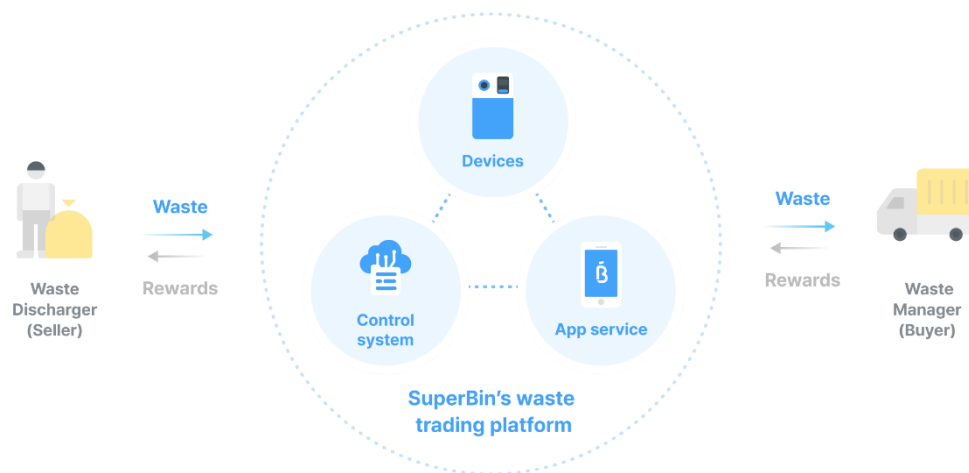 Devices
Waste
Rewards
Waste
Discharger
(Seller)
Control
system
App service
SuperBin's waste
trading platform
Waste
Rewards
Waste
Manager
(Buyer)